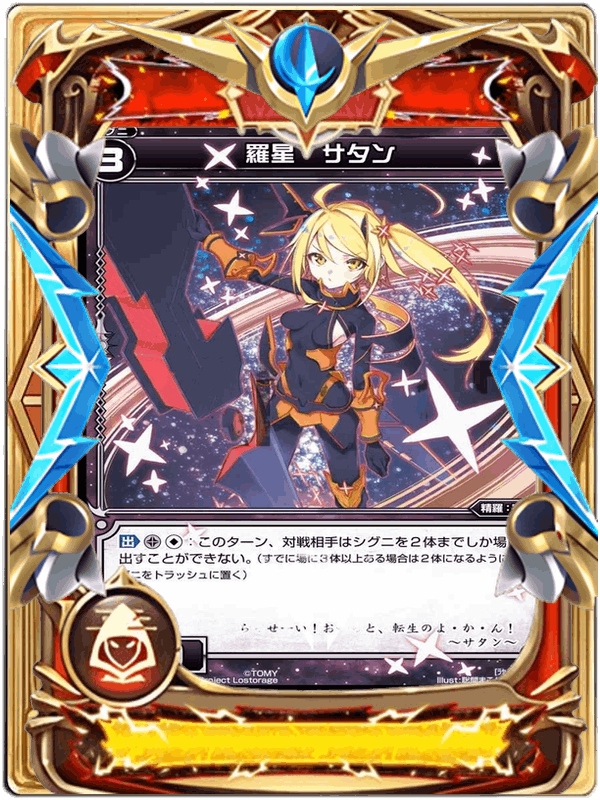 シグニ
3
羅星 サタン
精羅:
出 ：このターン、対戦相手はシグニを２体までしか場
出すことができない。（すでに場に３体以上ある場合は２体になるように
ニをトラッシュに置く）
せーい！お と、転生のよ・か・ん！
～サタン～
©TOMY
Project Lostorage
Illust: